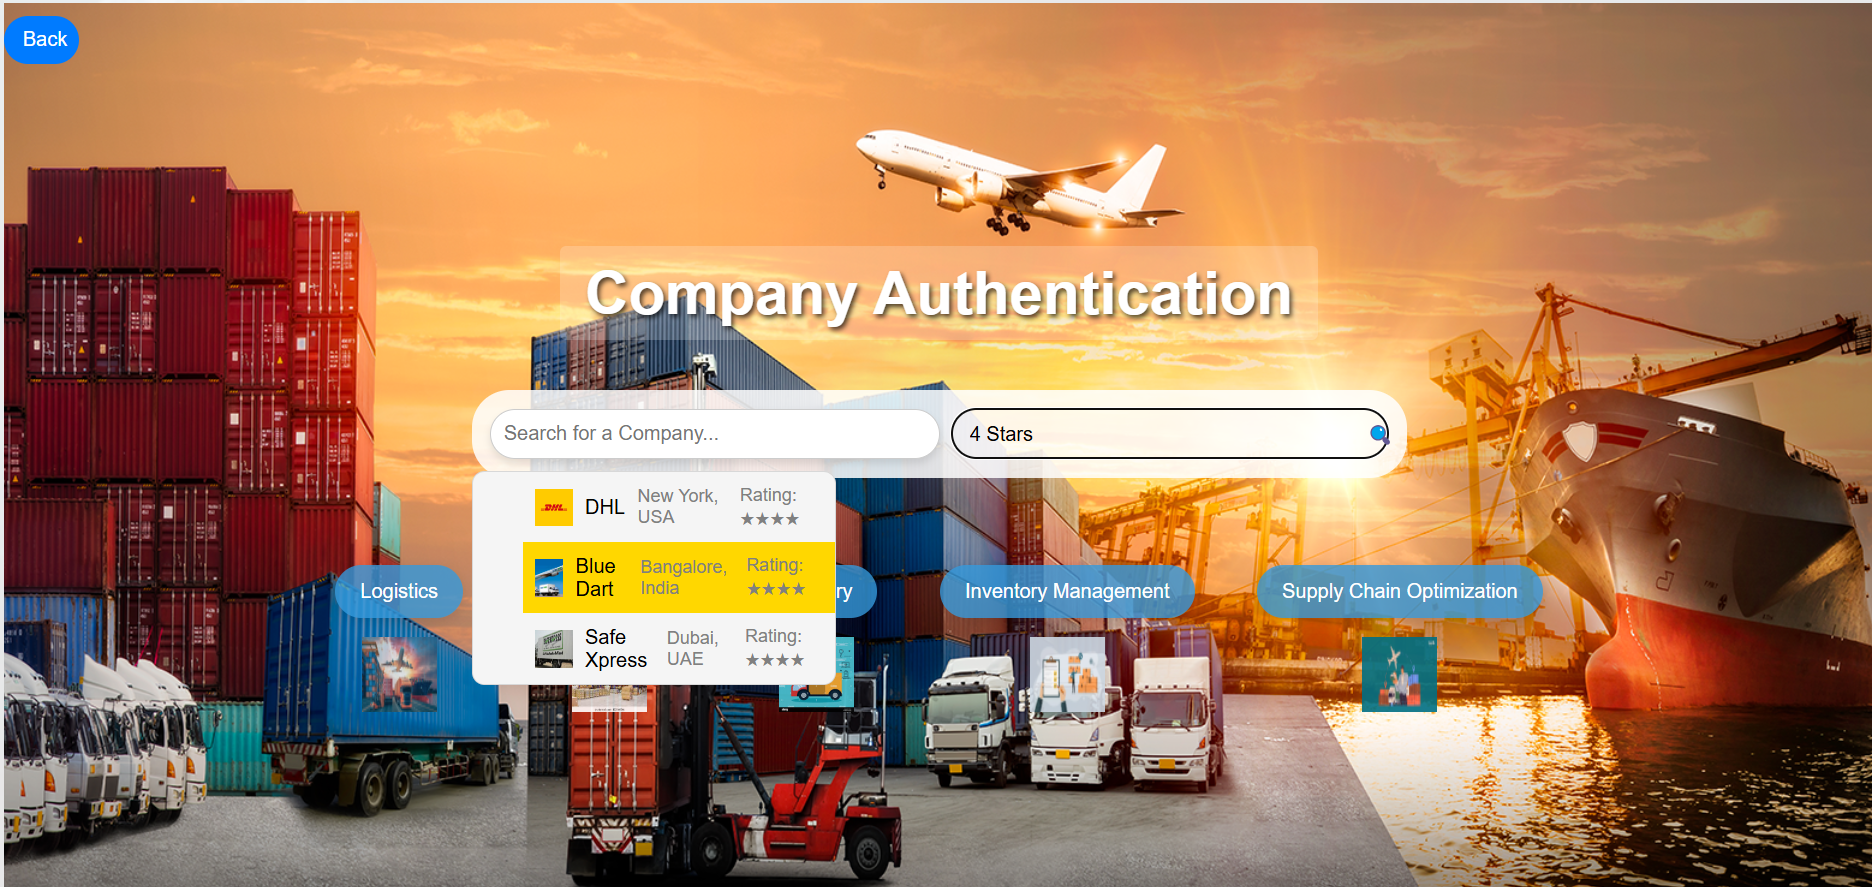 Back
Company Authentication
Search for a Company...
4 Stars
DHL
DHL
New York,
USA
Rating:
★★★★
Blue
Dart
Bangalore,
India
Rating:
★★★★
Safe
Xpress
Dubai,
UAE
Rating:
★★★★
Logistics
ry
Inventory Management
Supply Chain Optimization